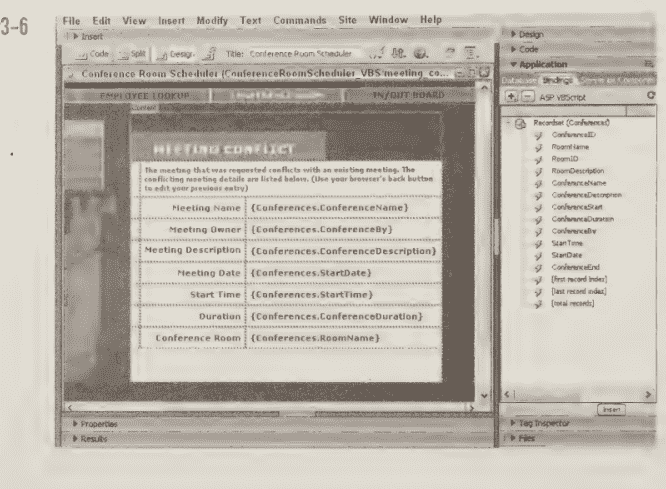 3-6
File Edit View Insert Modify Text Commands Site Window Help
Insert
Code Split Design Title: Conference Room Scheduler
Conference Room Scheduler (ConferenceRoomScheduler_VBS/meeting_co...
EMPLOYEE LOOKUP IN/OUT BOARD
MEETING CONFLICT
The meeting that was requested conflicts with an existing meeting. The
conflicting meeting details are listed below. (Use your browser's back button
to edit your previous entry)
Meeting Name {Conferences.ConferenceName}
Meeting Owner {Conferences.ConferenceBy}
Meeting Description {Conferences.ConferenceDescription}
Meeting Date {Conferences.StartDate}
Start Time {Conferences.StartTime}
Duration {Conferences.ConferenceDuration}
Conference Room {Conferences.RoomName}
Properties
Results
Design
Code
Application
Databases Bindings Components
ASP VBScript
Recordset (Conferences)
ConferenceID
RoomName
RoomID
RoomDescription
ConferenceName
ConferenceDescription
ConferenceStart
ConferenceDuration
ConferenceBy
StartTime
StartDate
ConferenceEnd
[first record index]
[last record index]
[total records]
Insert
Tag Inspector
Files